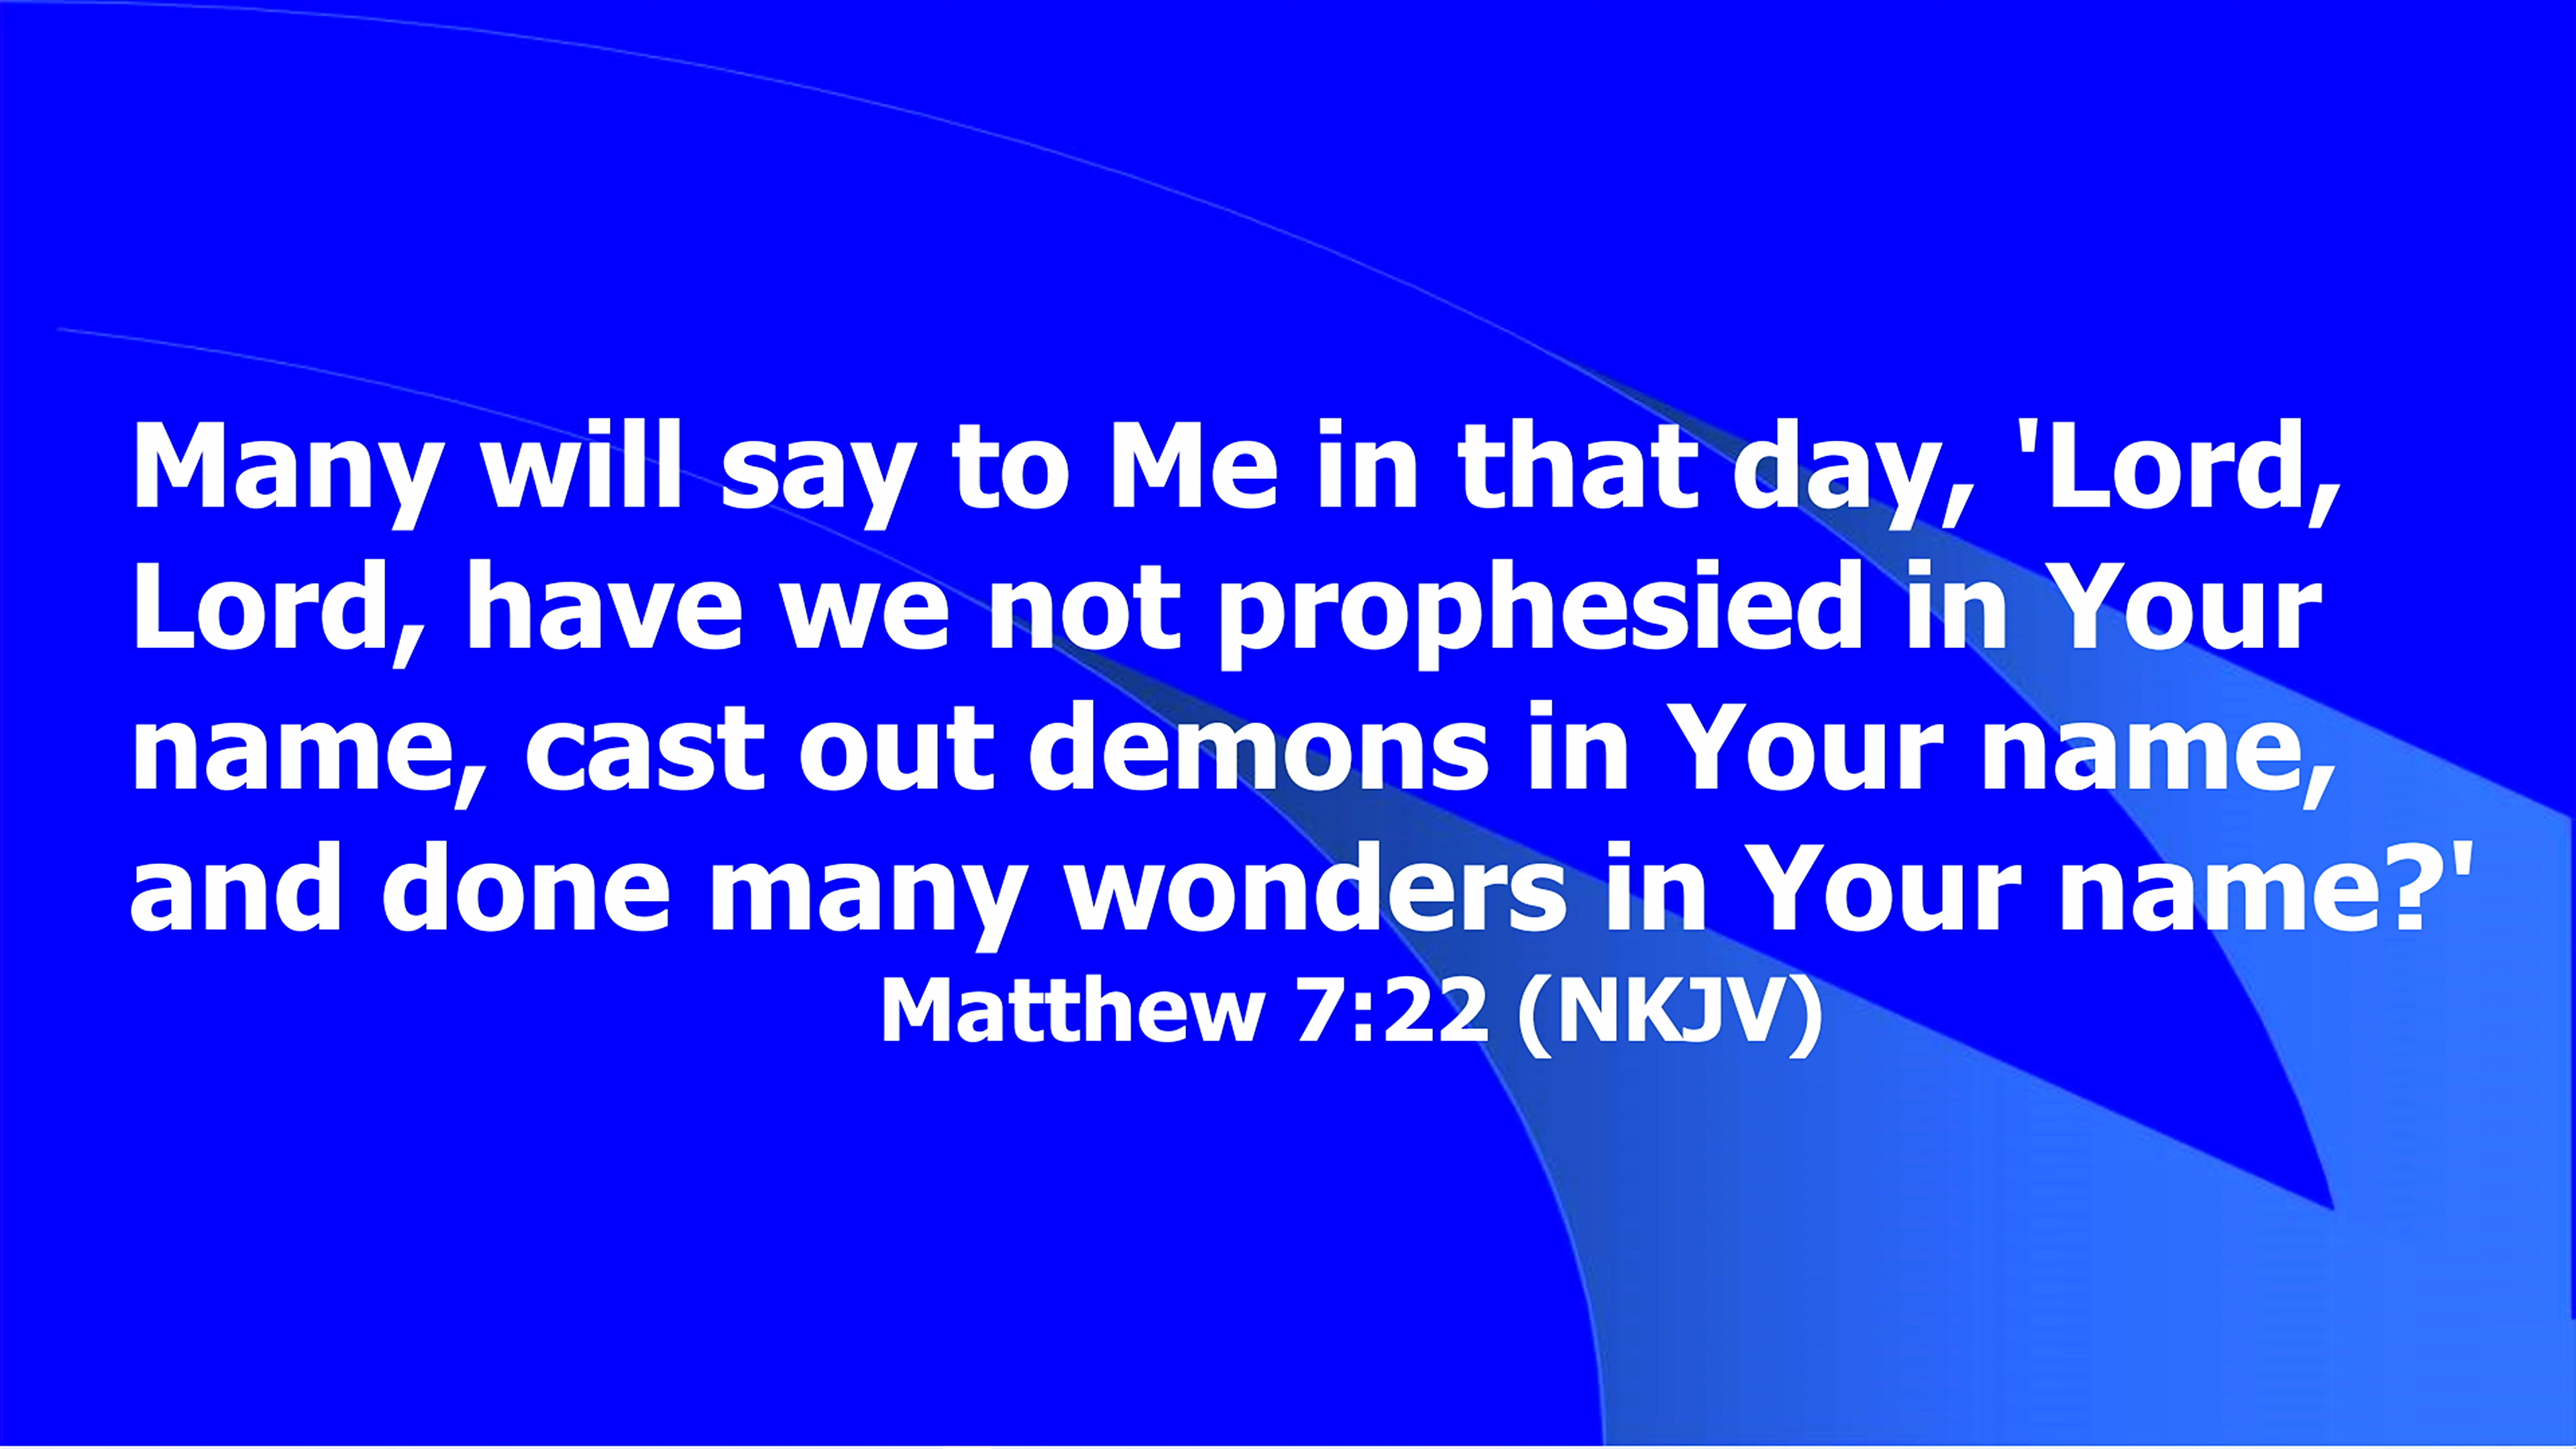 Many will say to Me in that day, 'Lord,
Lord, have we not prophesied in Your
name, cast out demons in Your name,
and done many wonders in Your name?'
Matthew 7:22 (NKJV)